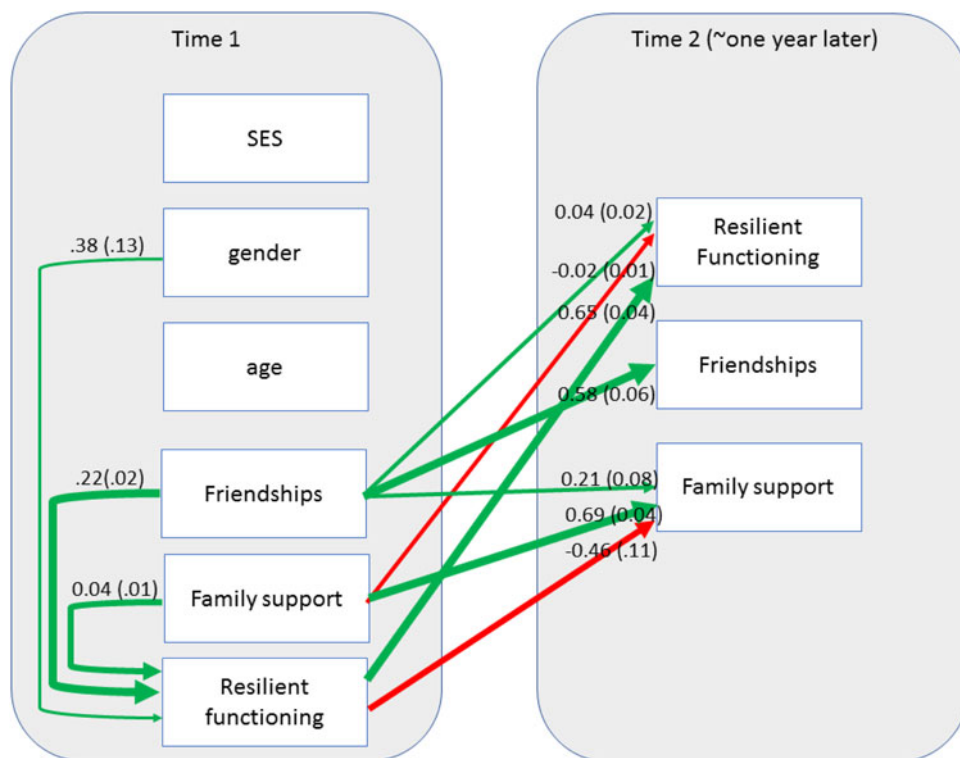 Time 1
SES
.38 (.13)
gender
age
.22(.02)
Friendships
0.04 (.01)
Family support
Resilient
functioning
Time 2 (~one year later)
0.04 (0.02)
Resilient
Functioning
-0.02 (0.01)
0.65 (0.04)
Friendships
0.58 (0.06)
0.21 (0.08)
Family support
0.69 (0.04)
-0.46 (.11)